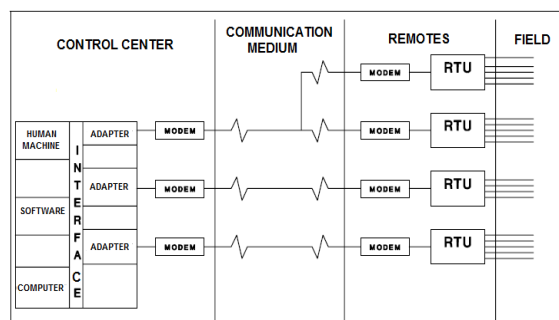 CONTROL CENTER
COMMUNICATION
MEDIUM
REMOTES
FIELD
MODEM
RTU
HUMAN
MACHINE
SOFTWARE
COMPUTER
INTERFACE
ADAPTER
MODEM
MODEM
RTU
ADAPTER
MODEM
MODEM
RTU
ADAPTER
MODEM
MODEM
RTU